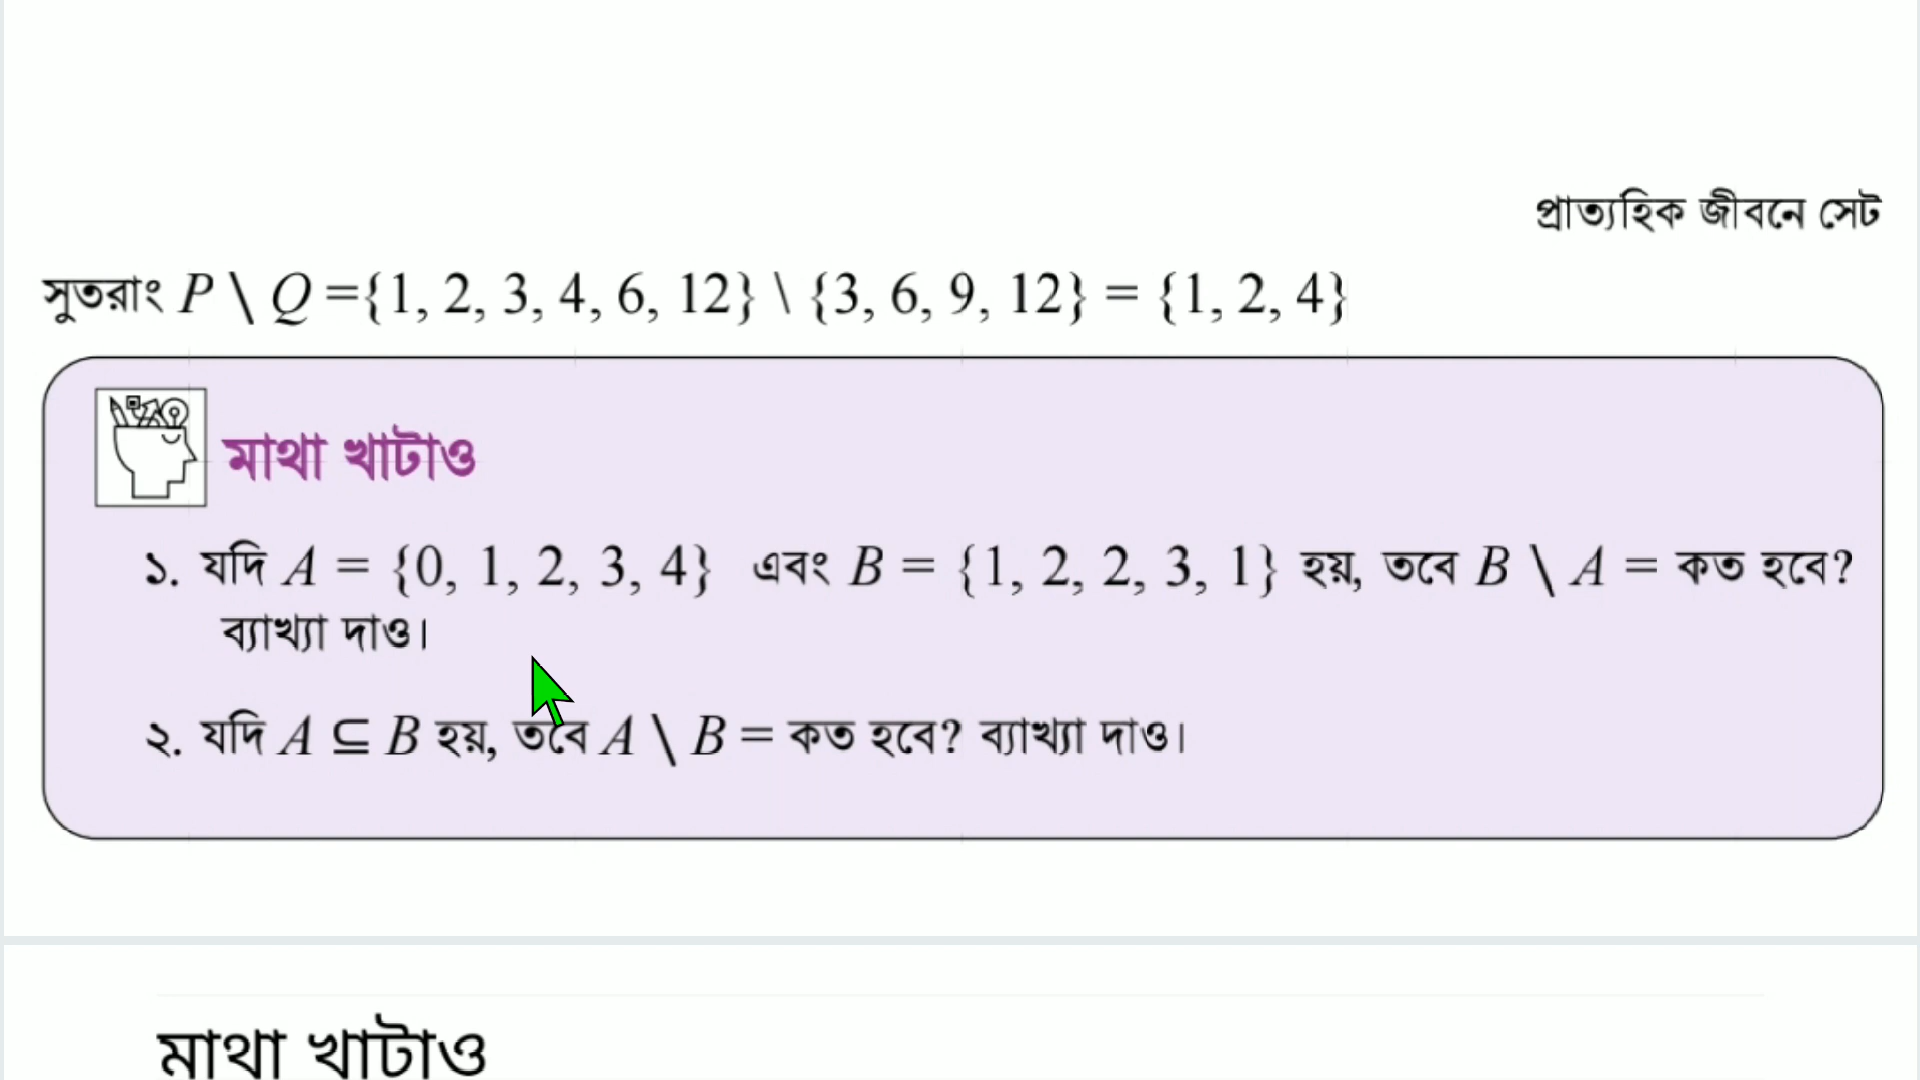 প্রাত্যহিক জীবনে সেট
সুতরাং P \ Q ={1, 2, 3, 4, 6, 12} \ {3, 6, 9, 12} = {1, 2, 4}
মাথা খাটাও
১. যদি A = {0, 1, 2, 3, 4} এবং B = {1, 2, 2, 3, 1} হয়, তবে B \ A = কত হবে?
ব্যাখ্যা দাও।
২. যদি A ⊆ B হয়, তবে A \ B = কত হবে? ব্যাখ্যা দাও।
মাথা খাটাও